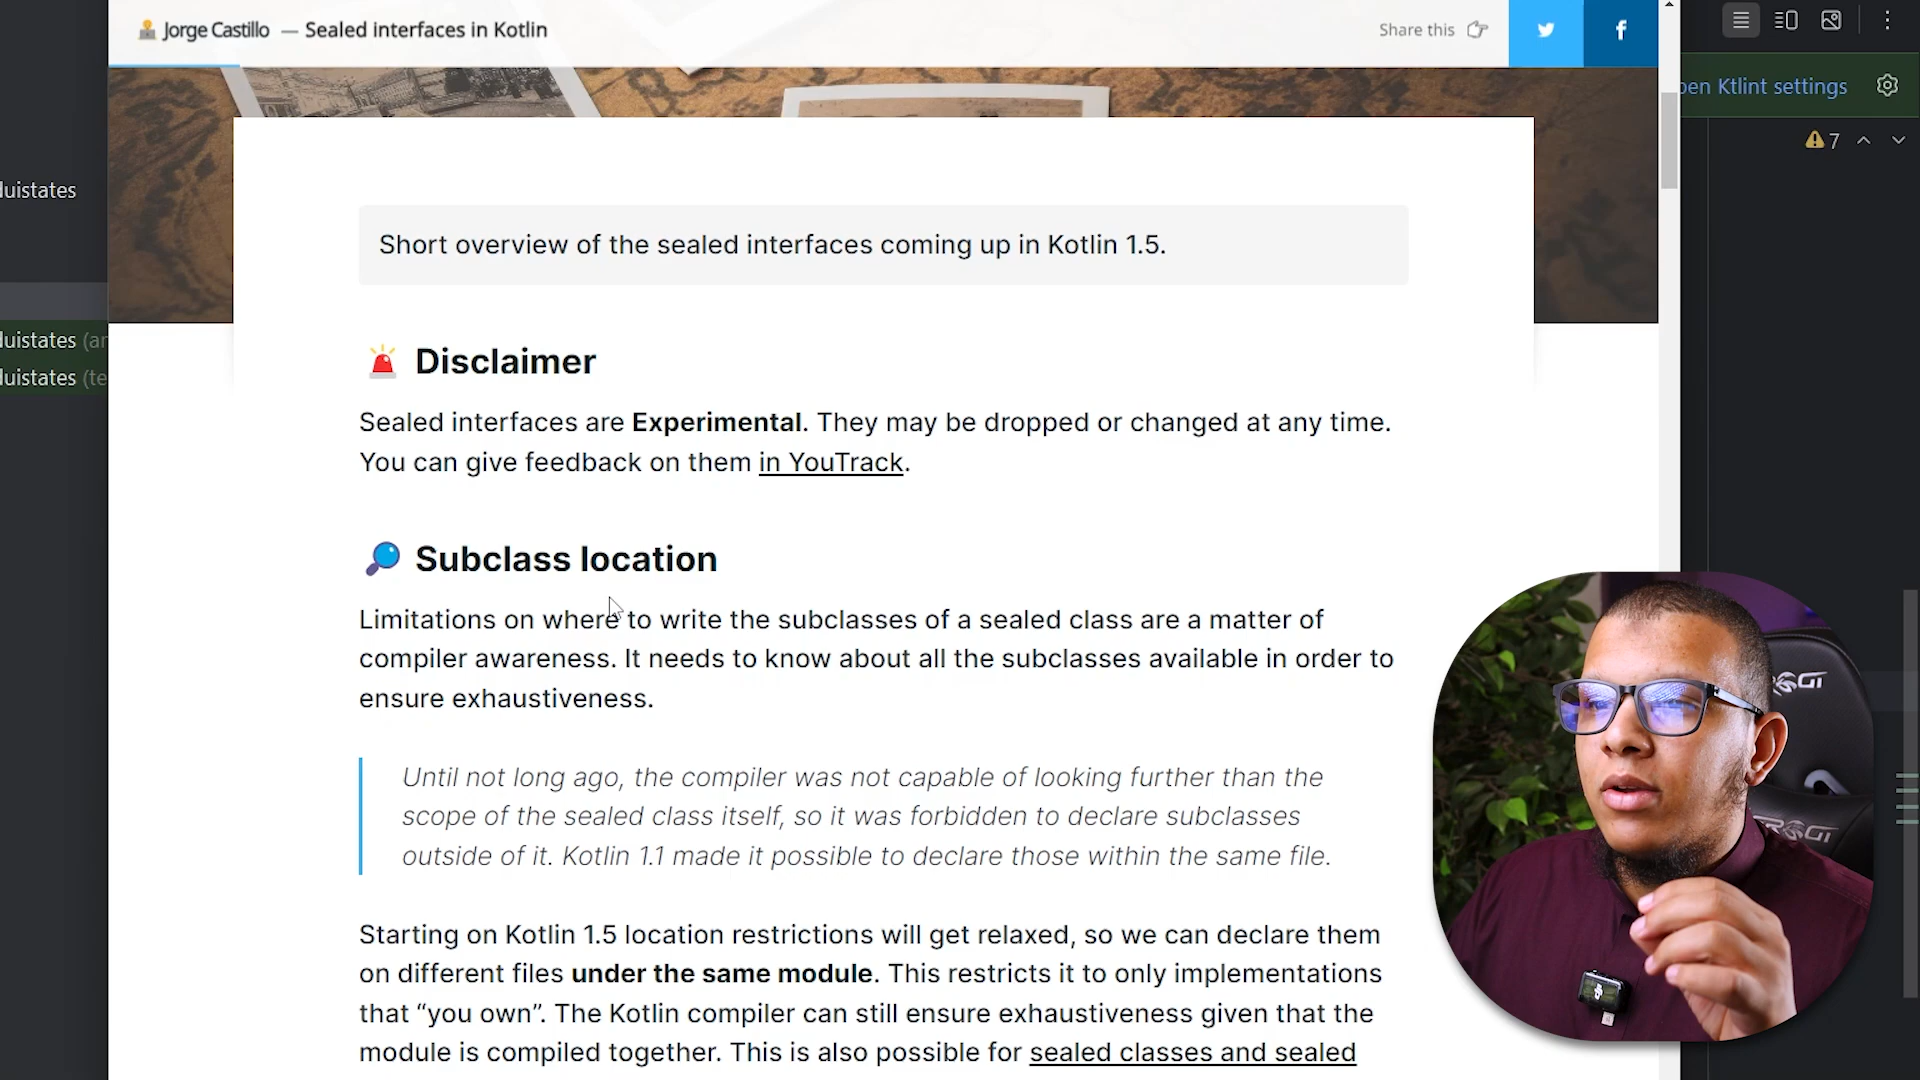 Jorge Castillo — Sealed interfaces in Kotlin
Share this
Open Ktlint settings
7
duistates
duistates (an
duistates (te
Short overview of the sealed interfaces coming up in Kotlin 1.5.
Disclaimer
Sealed interfaces are Experimental. They may be dropped or changed at any time.
You can give feedback on them in YouTrack.
Subclass location
Limitations on where to write the subclasses of a sealed class are a matter of
compiler awareness. It needs to know about all the subclasses available in order to
ensure exhaustiveness.
Until not long ago, the compiler was not capable of looking further than the
scope of the sealed class itself, so it was forbidden to declare subclasses
outside of it. Kotlin 1.1 made it possible to declare those within the same file.
Starting on Kotlin 1.5 location restrictions will get relaxed, so we can declare them
on different files under the same module. This restricts it to only implementations
that “you own”. The Kotlin compiler can still ensure exhaustiveness given that the
module is compiled together. This is also possible for sealed classes and sealed